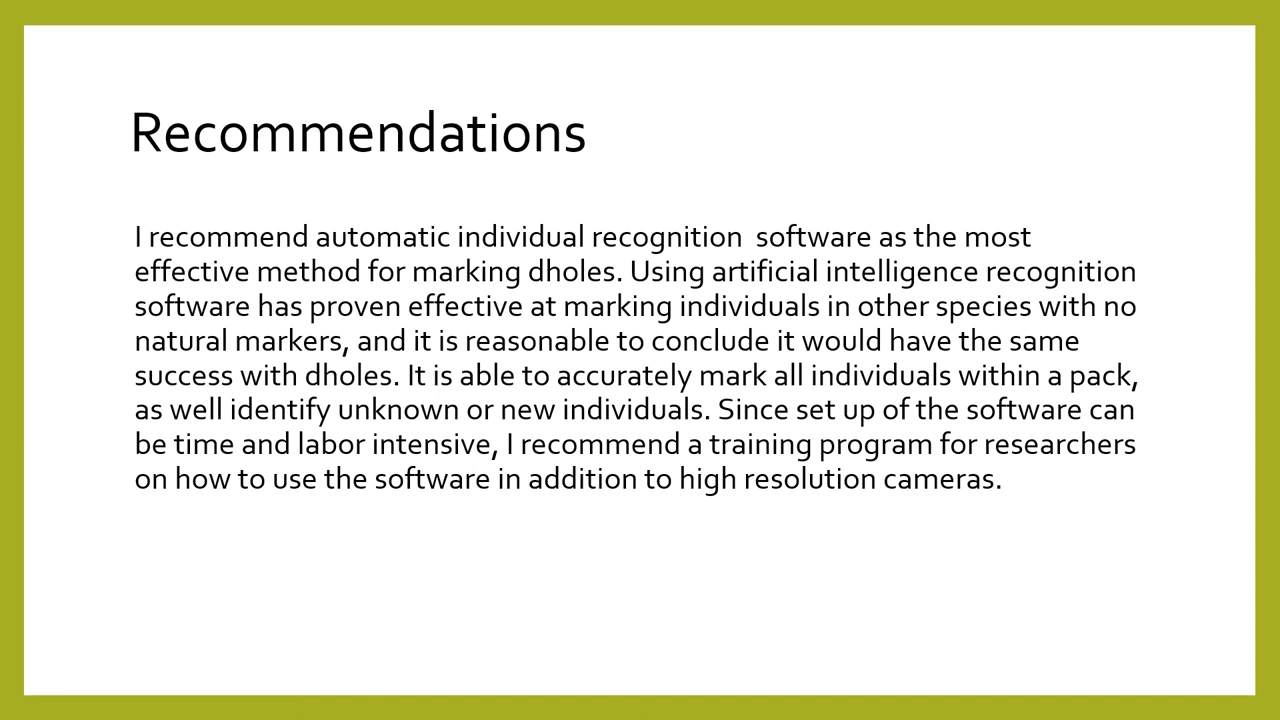 Recommendations
I recommend automatic individual recognition  software as the most
effective method for marking dholes. Using artificial intelligence recognition
software has proven effective at marking individuals in other species with no
natural markers, and it is reasonable to conclude it would have the same
success with dholes. It is able to accurately mark all individuals within a pack,
as well identify unknown or new individuals. Since set up of the software can
be time and labor intensive, I recommend a training program for researchers
on how to use the software in addition to high resolution cameras.